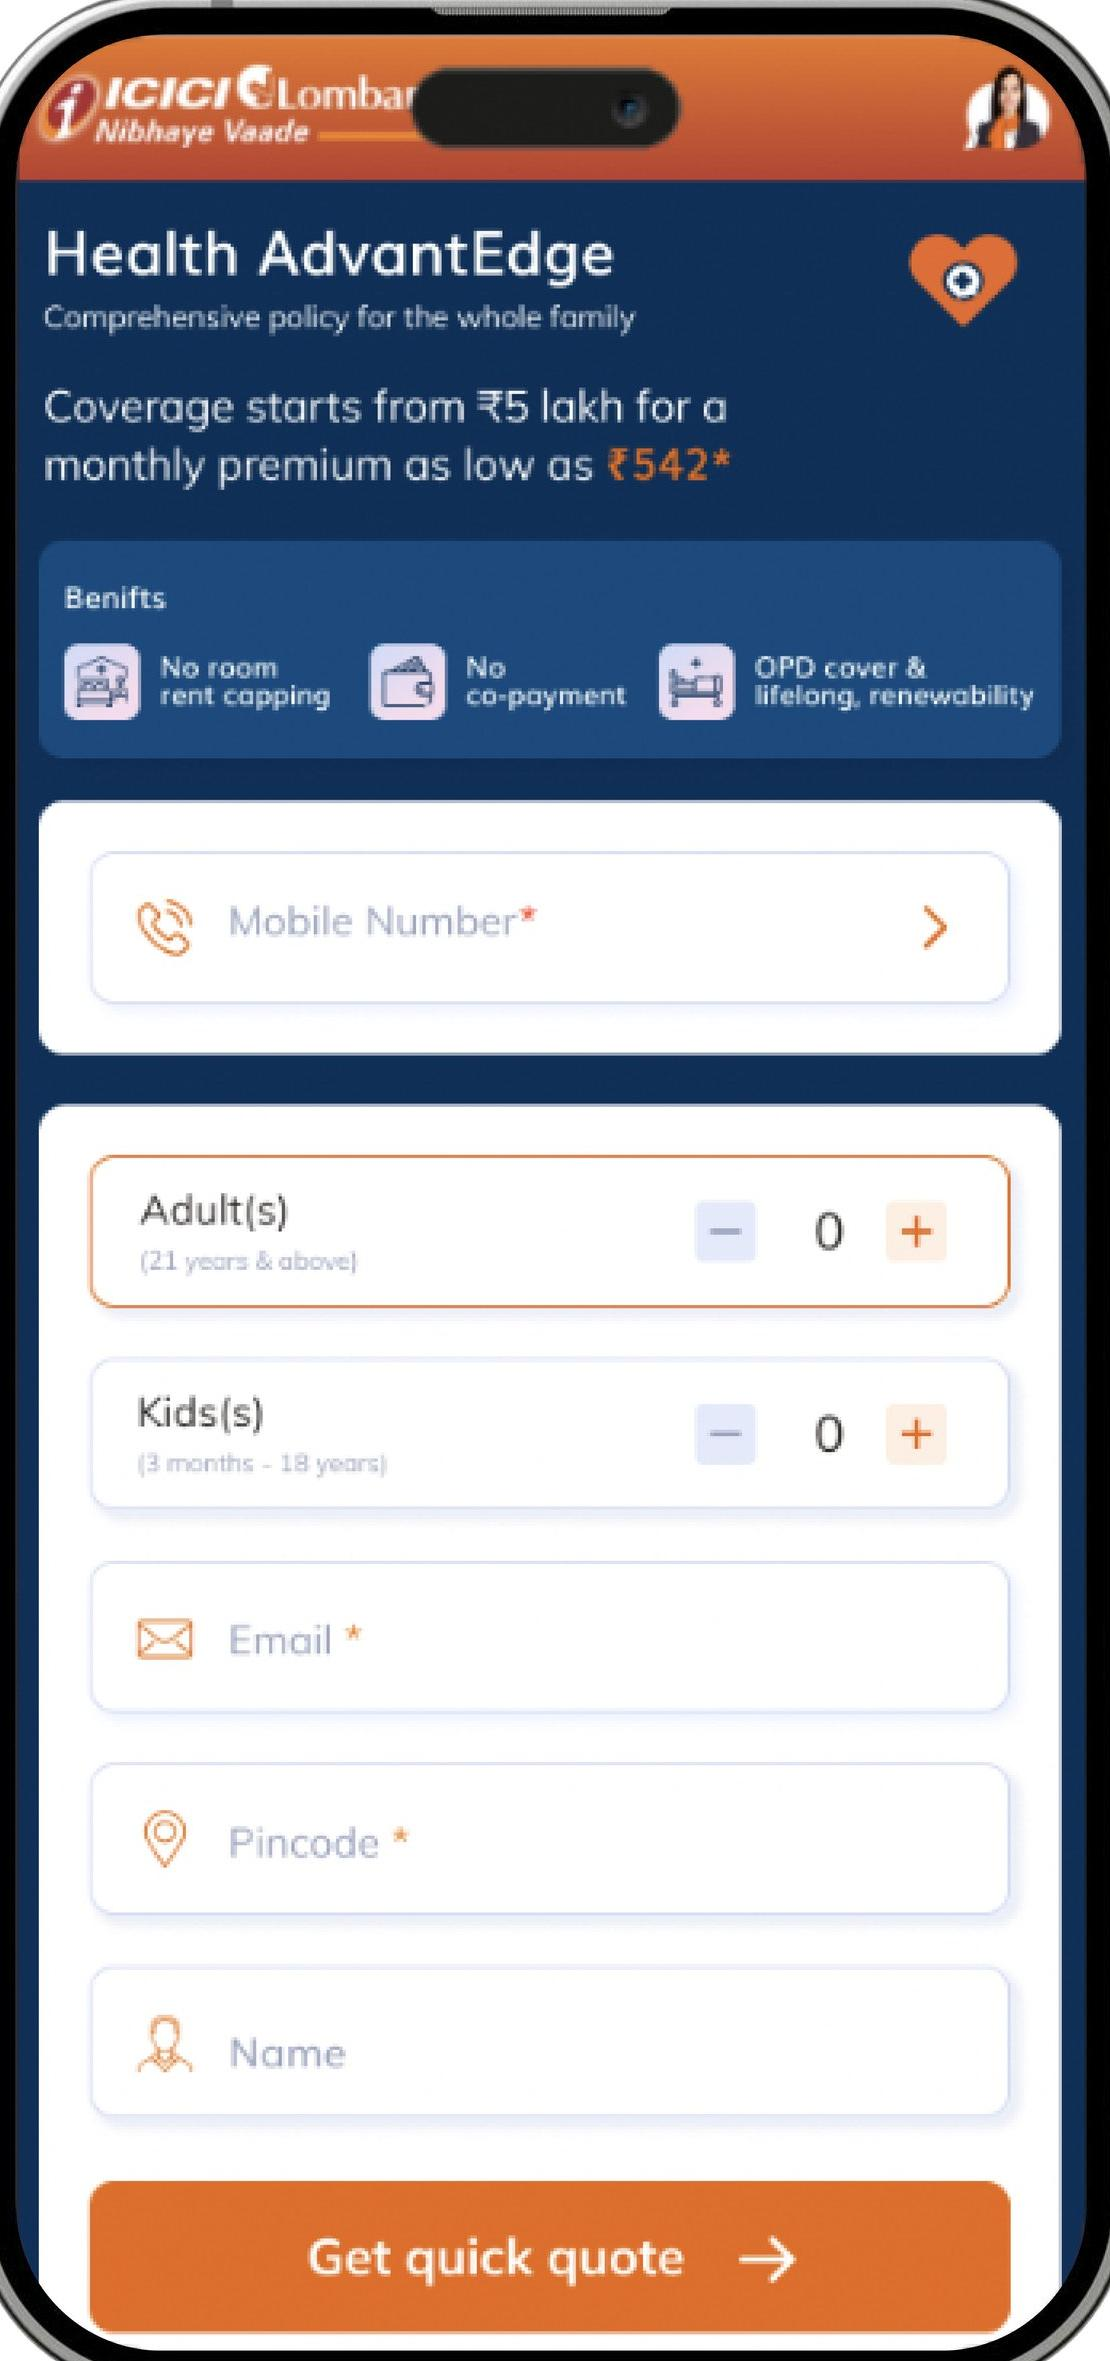 ICICI Lombar
Nibhaye Vaade
Health AdvantEdge
Comprehensive policy for the whole family
Coverage starts from ₹5 lakh for a
monthly premium as low as ₹542*
Benifts
No room
rent capping
No
co-payment
OPD cover &
lifelong, renewability
Mobile Number*
Adult(s)
(21 years & above)
0
Kids(s)
(3 months - 18 years)
0
Email *
Pincode *
Name
Get quick quote